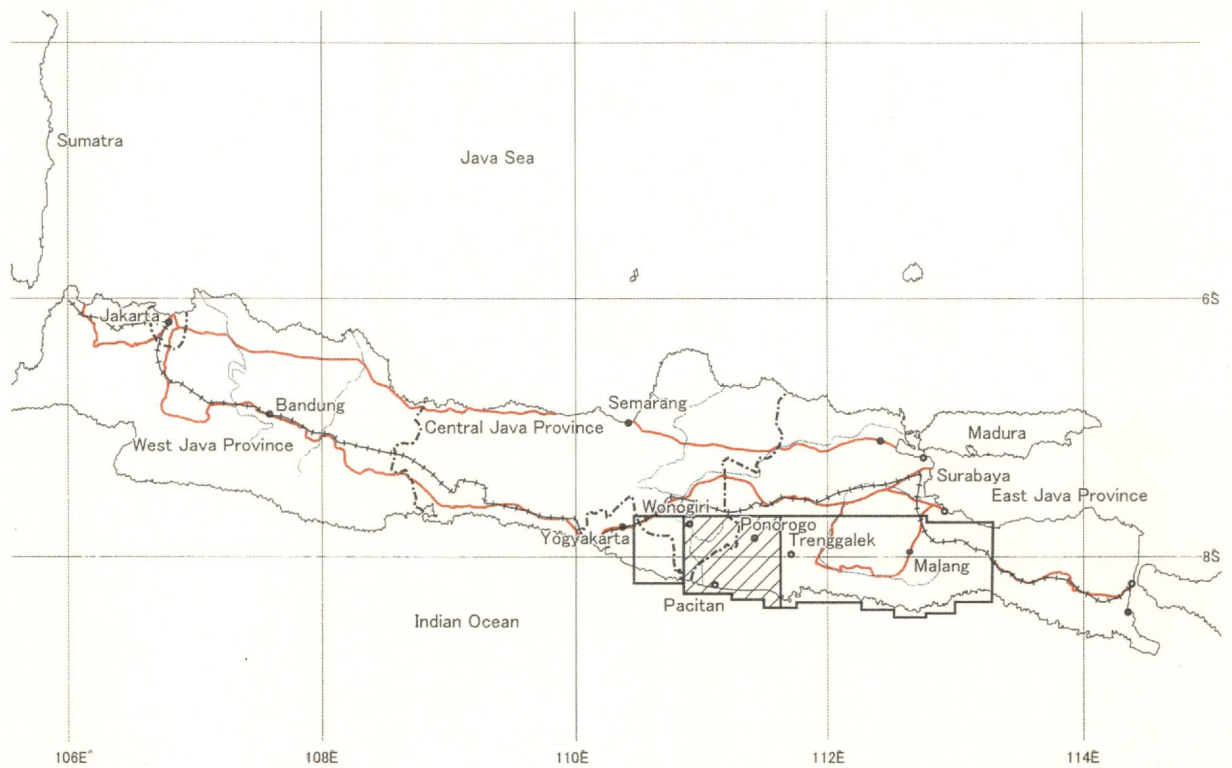 Sumatra
Java Sea
6S
Jakarta
Bandung
Semarang
Central Java Province
West Java Province
Madura
Surabaya
East Java Province
Wonogiri
Yogyakarta
Ponorogo
Trenggalek
8S
Malang
Pacitan
Indian Ocean
106E
108E
110E
112E
114E